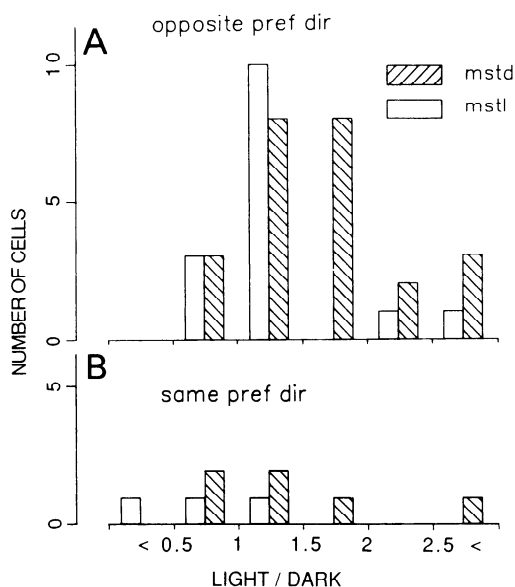 A
opposite pref dir
mstd
mstl
NUMBER OF CELLS
10
5
0
B
same pref dir
5
0
< 0.5 1 1.5 2 2.5 <
LIGHT / DARK